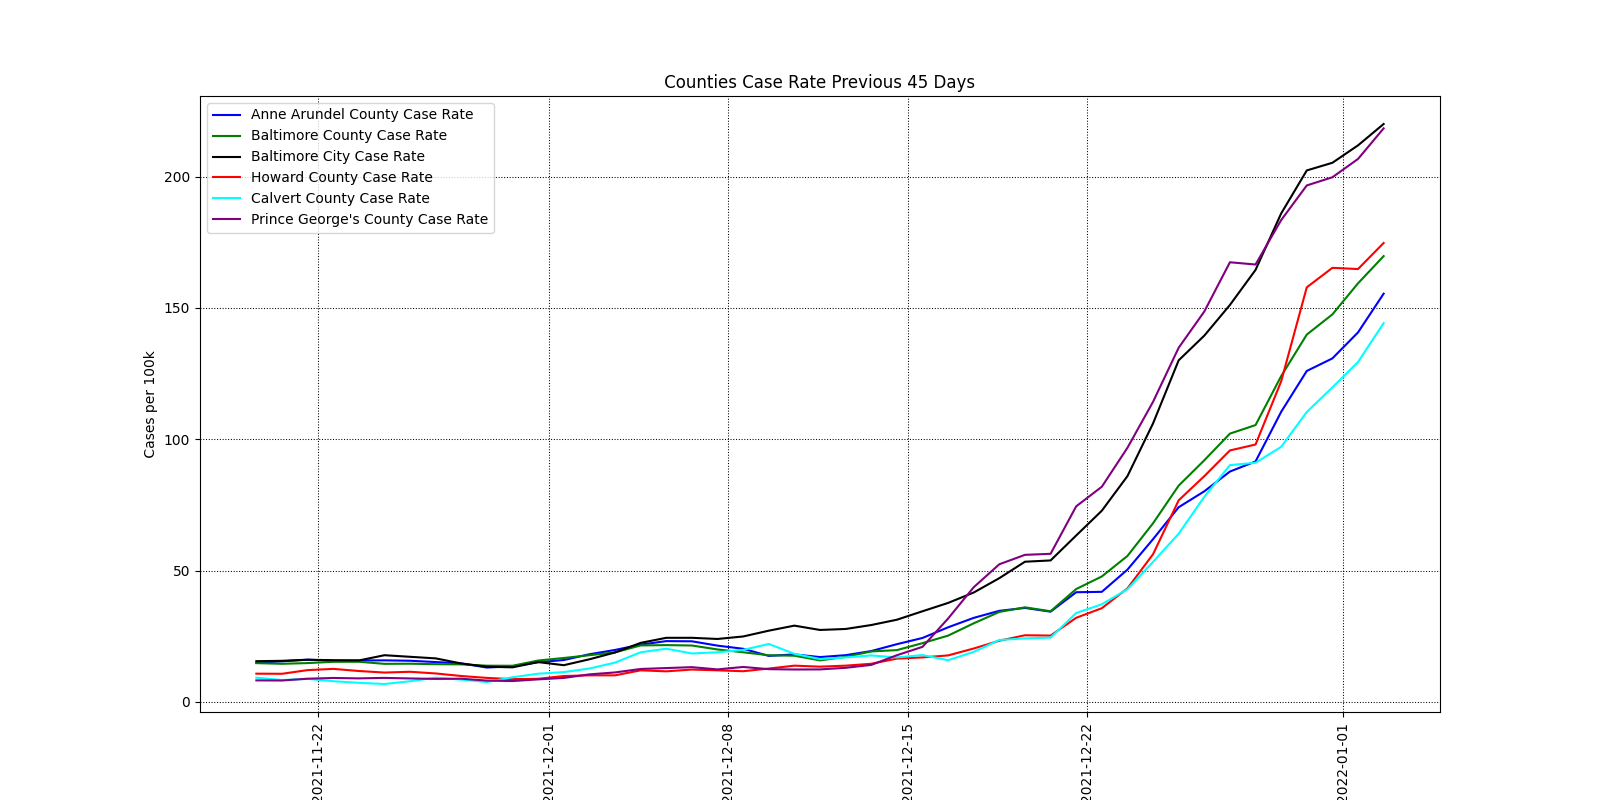 Counties Case Rate Previous 45 Days
Anne Arundel County Case Rate
Baltimore County Case Rate
Baltimore City Case Rate
Howard County Case Rate
Calvert County Case Rate
Prince George's County Case Rate
Cases per 100k
200
150
100
50
0
2021-11-22
2021-12-01
2021-12-08
2021-12-15
2021-12-22
2022-01-01